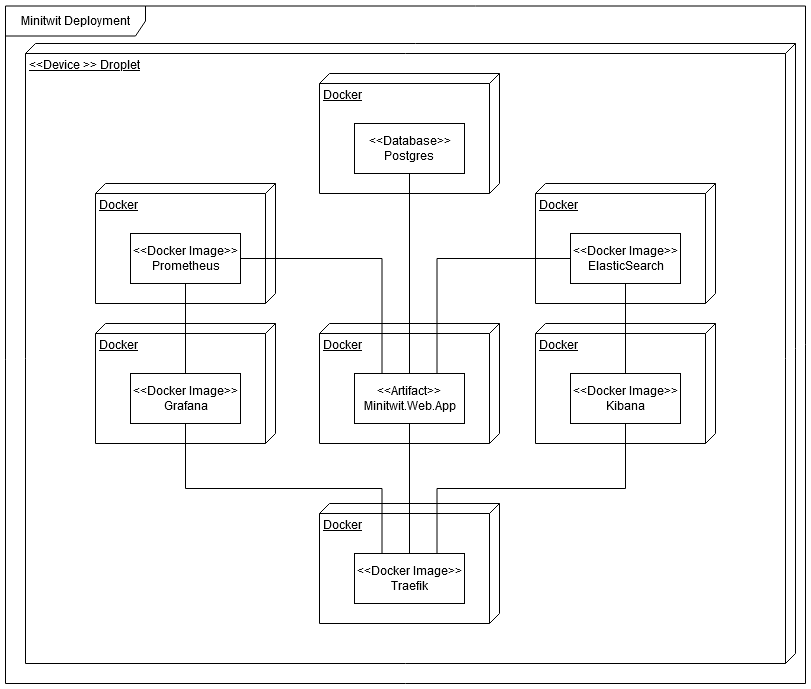 Minitwit Deployment
<<Device >> Droplet
Docker
<<Database>>
Postgres
Docker
<<Docker Image>>
Prometheus
Docker
<<Docker Image>>
ElasticSearch
Docker
<<Docker Image>>
Grafana
Docker
<<Artifact>>
Minitwit.Web.App
Docker
<<Docker Image>>
Kibana
Docker
<<Docker Image>>
Traefik